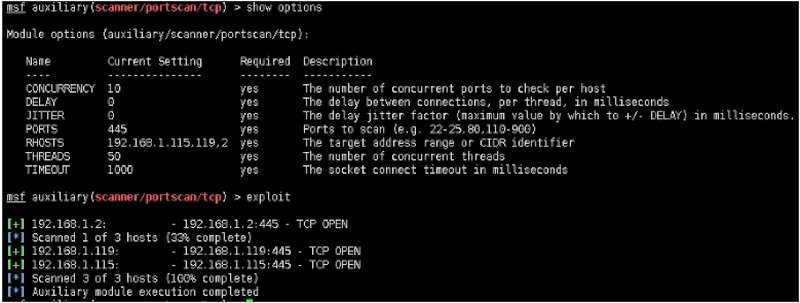 msf auxiliary(scanner/portscan/tcp) > show options
Module options (auxiliary/scanner/portscan/tcp):
Name Current Setting Required Description
---- --------------- -------- -----------
CONCURRENCY 10 yes The number of concurrent ports to check per host
DELAY 0 yes The delay between connections, per thread, in milliseconds
JITTER 0 yes The delay jitter factor (maximum value by which to +/- DELAY) in milliseconds.
PORTS 445 yes Ports to scan (e.g. 22-25,80,110-900)
RHOSTS 192.168.1.115,119,2 yes The target address range or CIDR identifier
THREADS 50 yes The number of concurrent threads
TIMEOUT 1000 yes The socket connect timeout in milliseconds
msf auxiliary(scanner/portscan/tcp) > exploit
[+] 192.168.1.2: - 192.168.1.2:445 - TCP OPEN
[*] Scanned 1 of 3 hosts (33% complete)
[+] 192.168.1.119: - 192.168.1.119:445 - TCP OPEN
[+] 192.168.1.115: - 192.168.1.115:445 - TCP OPEN
[*] Scanned 3 of 3 hosts (100% complete)
[*] Auxiliary module execution completed